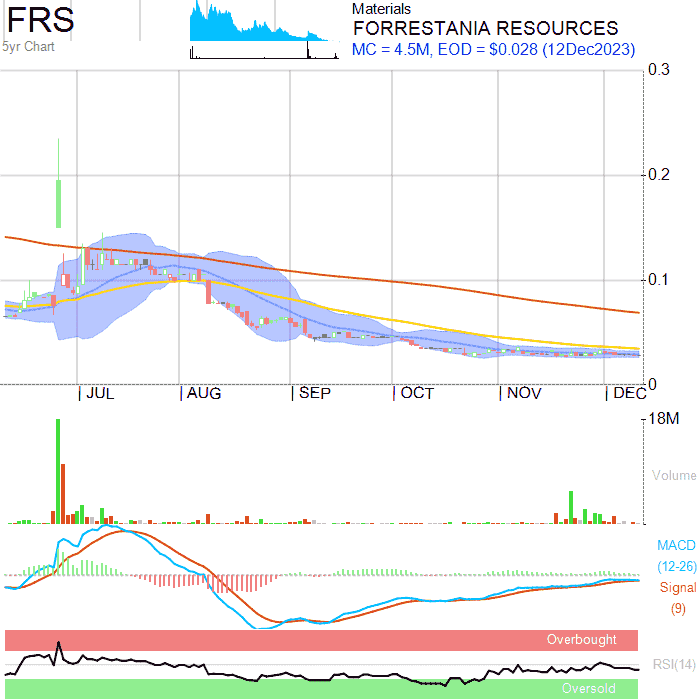 FRS
5yr Chart
Materials
FORRESTANIA RESOURCES
MC = 4.5M, EOD = $0.028 (12Dec2023)
0.3
0.2
0.1
0
JUL AUG SEP OCT NOV DEC
18M
Volume
MACD
(12-26)
Signal
(9)
Overbought
RSI(14)
Oversold